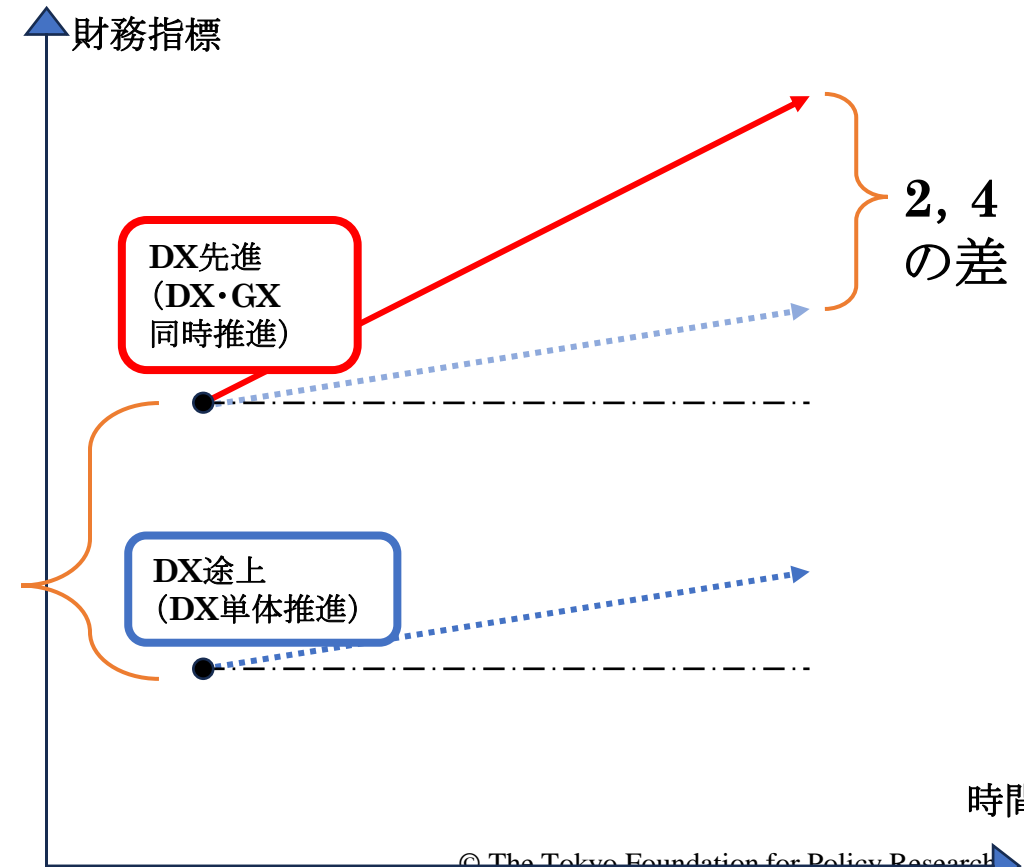 財務指標
2, 4
の差
DX先進
（DX・GX
同時推進）
DX途上
（DX単体推進）
時間
© The Tokyo Foundation for Policy Research